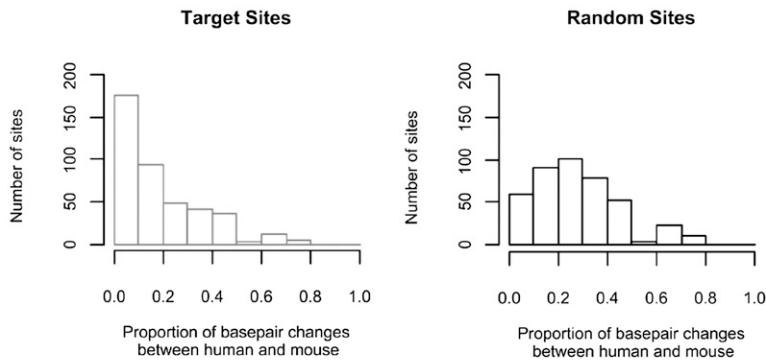 Target Sites
Number of sites
200
150
100
50
0
0.0 0.2 0.4 0.6 0.8 1.0
Proportion of basepair changes
between human and mouse
Random Sites
Number of sites
200
150
100
50
0
0.0 0.2 0.4 0.6 0.8 1.0
Proportion of basepair changes
between human and mouse